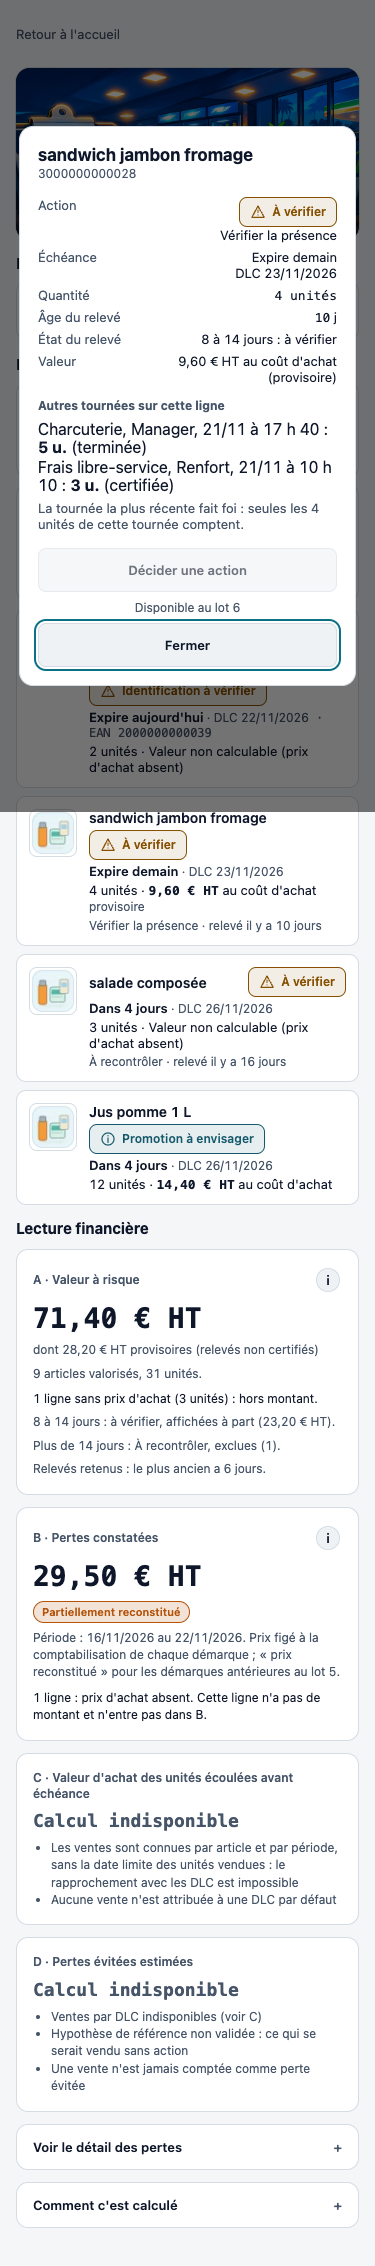 Retour à l'accueil
sandwich jambon fromage
3000000000028
Action
À vérifier
Vérifier la présence
Échéance
Expire demain
DLC 23/11/2026
Quantité
4 unités
Âge du relevé
10 j
État du relevé
8 à 14 jours : à vérifier
Valeur
9,60 € HT au coût d'achat
(provisoire)
Autres tournées sur cette ligne
Charcuterie, Manager, 21/11 à 17 h 40 :
5 u. (terminée)
Frais libre-service, Renfort, 21/11 à 10 h
10 : 3 u. (certifiée)
La tournée la plus récente fait foi : seules les 4
unités de cette tournée comptent.
Décider une action
Disponible au lot 6
Fermer
Identification à vérifier
Expire aujourd'hui · DLC 22/11/2026 ·
EAN 2000000000039
2 unités · Valeur non calculable (prix
d'achat absent)
sandwich jambon fromage
À vérifier
Expire demain · DLC 23/11/2026
4 unités · 9,60 € HT au coût d'achat
provisoire
Vérifier la présence · relevé il y a 10 jours
salade composée
À vérifier
Dans 4 jours · DLC 26/11/2026
3 unités · Valeur non calculable (prix
d'achat absent)
À recontrôler · relevé il y a 16 jours
Jus pomme 1 L
Promotion à envisager
Dans 4 jours · DLC 26/11/2026
12 unités · 14,40 € HT au coût d'achat
Lecture financière
A · Valeur à risque
i
71,40 € HT
dont 28,20 € HT provisoires (relevés non certifiés)
9 articles valorisés, 31 unités.
1 ligne sans prix d'achat (3 unités) : hors montant.
8 à 14 jours : à vérifier, affichées à part (23,20 € HT).
Plus de 14 jours : À recontrôler, exclues (1).
Relevés retenus : le plus ancien a 6 jours.
B · Pertes constatées
i
29,50 € HT
Partiellement reconstitué
Période : 16/11/2026 au 22/11/2026. Prix figé à la
comptabilisation de chaque démarque ; « prix
reconstitué » pour les démarques antérieures au lot 5.
1 ligne : prix d'achat absent. Cette ligne n'a pas de
montant et n'entre pas dans B.
C · Valeur d'achat des unités écoulées avant
échéance
Calcul indisponible
• Les ventes sont connues par article et par période,
sans la date limite des unités vendues : le
rapprochement avec les DLC est impossible
• Aucune vente n'est attribuée à une DLC par défaut
D · Pertes évitées estimées
Calcul indisponible
• Ventes par DLC indisponibles (voir C)
• Hypothèse de référence non validée : ce qui se
serait vendu sans action
• Une vente n'est jamais comptée comme perte
évitée
Voir le détail des pertes +
Comment c'est calculé +